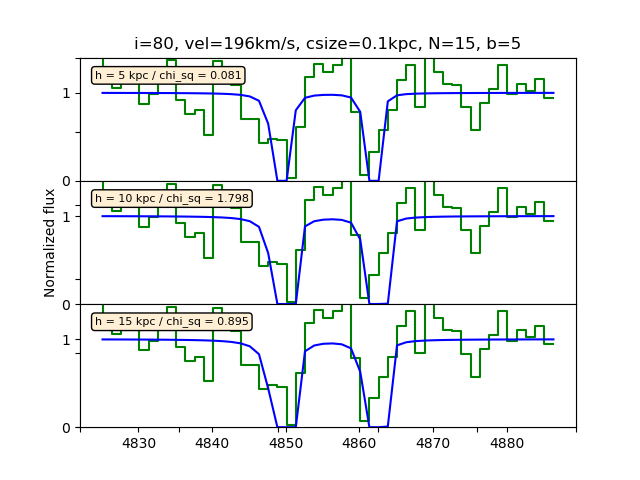 i=80, vel=196km/s, csize=0.1kpc, N=15, b=5
h = 5 kpc / chi_sq = 0.081
1
0
h = 10 kpc / chi_sq = 1.798
1
0
Normalized flux
h = 15 kpc / chi_sq = 0.895
1
0
4830 4840 4850 4860 4870 4880